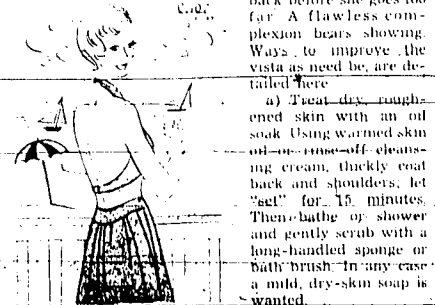 back before she goes too
far. A flawless com-
plexion bears showing.
Ways to improve the
vista as need be, are de-
tailed here
a) Treat dry, rough-
ened skin with an oil
soak. Using warmed skin
oil or rinse-off cleans-
ing cream, thickly coat
back and shoulders; let
"set" for 15 minutes.
Then bathe or shower
and gently scrub with a
long-handled sponge or
bath brush. In any case
a mild, dry-skin soap is
wanted.